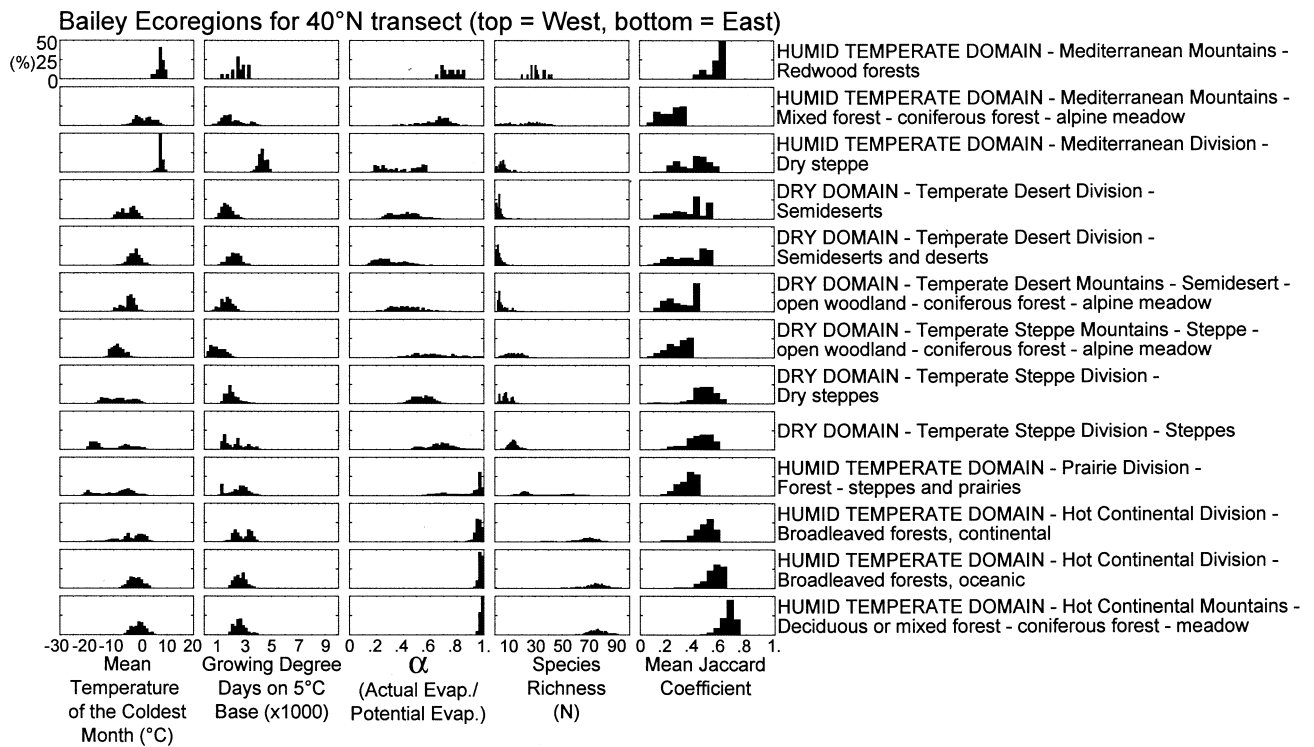 Bailey Ecoregions for 40°N transect (top = West, bottom = East)
50
(%)25
0
HUMID TEMPERATE DOMAIN - Mediterranean Mountains -
Redwood forests
HUMID TEMPERATE DOMAIN - Mediterranean Mountains -
Mixed forest - coniferous forest - alpine meadow
HUMID TEMPERATE DOMAIN - Mediterranean Division -
Dry steppe
DRY DOMAIN - Temperate Desert Division -
Semideserts
DRY DOMAIN - Temperate Desert Division -
Semideserts and deserts
DRY DOMAIN - Temperate Desert Mountains - Semidesert -
open woodland - coniferous forest - alpine meadow
DRY DOMAIN - Temperate Steppe Mountains - Steppe -
open woodland - coniferous forest - alpine meadow
DRY DOMAIN - Temperate Steppe Division -
Dry steppes
DRY DOMAIN - Temperate Steppe Division - Steppes
HUMID TEMPERATE DOMAIN - Prairie Division -
Forest - steppes and prairies
HUMID TEMPERATE DOMAIN - Hot Continental Division -
Broadleaved forests, continental
HUMID TEMPERATE DOMAIN - Hot Continental Division -
Broadleaved forests, oceanic
HUMID TEMPERATE DOMAIN - Hot Continental Mountains -
Deciduous or mixed forest - coniferous forest - meadow
-30 -20 -10 0 10 20 1 3 5 7 9 0 .2 .4 .6 .8 1. 10 30 50 70 90 0 .2 .4 .6 .8 1.
Mean
Temperature
of the Coldest
Month (°C)
Growing Degree
Days on 5°C
Base (x1000)
α
(Actual Evap./
Potential Evap.)
Species
Richness
(N)
Mean Jaccard
Coefficient